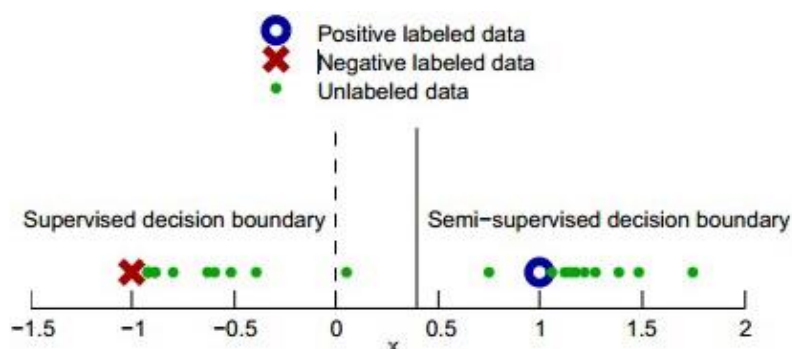 Positive labeled data
Negative labeled data
Unlabeled data
Supervised decision boundary
Semi−supervised decision boundary
−1.5 −1 −0.5 0 0.5 1 1.5 2
x